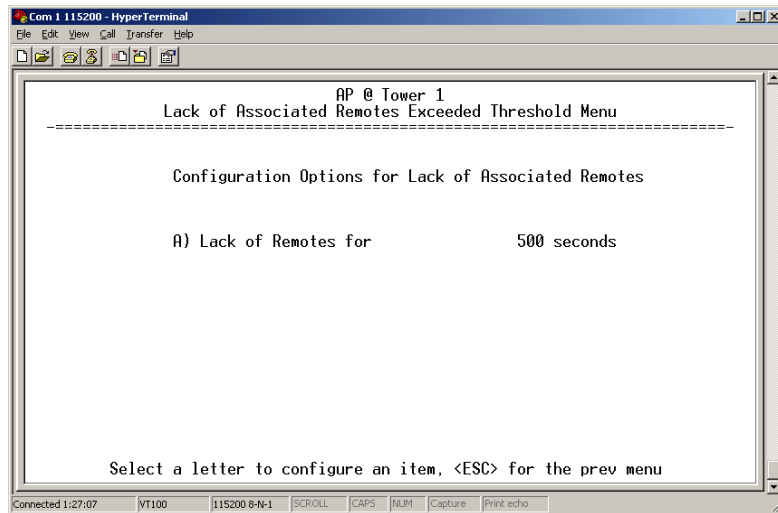 Com 1 115200 - HyperTerminal
File Edit View Call Transfer Help
AP @ Tower 1
Lack of Associated Remotes Exceeded Threshold Menu
-==========================================================================-
Configuration Options for Lack of Associated Remotes
A) Lack of Remotes for 500 seconds
Select a letter to configure an item, <ESC> for the prev menu
Connected 1:27:07 VT100 115200 8-N-1 SCROLL CAPS NUM Capture Print echo